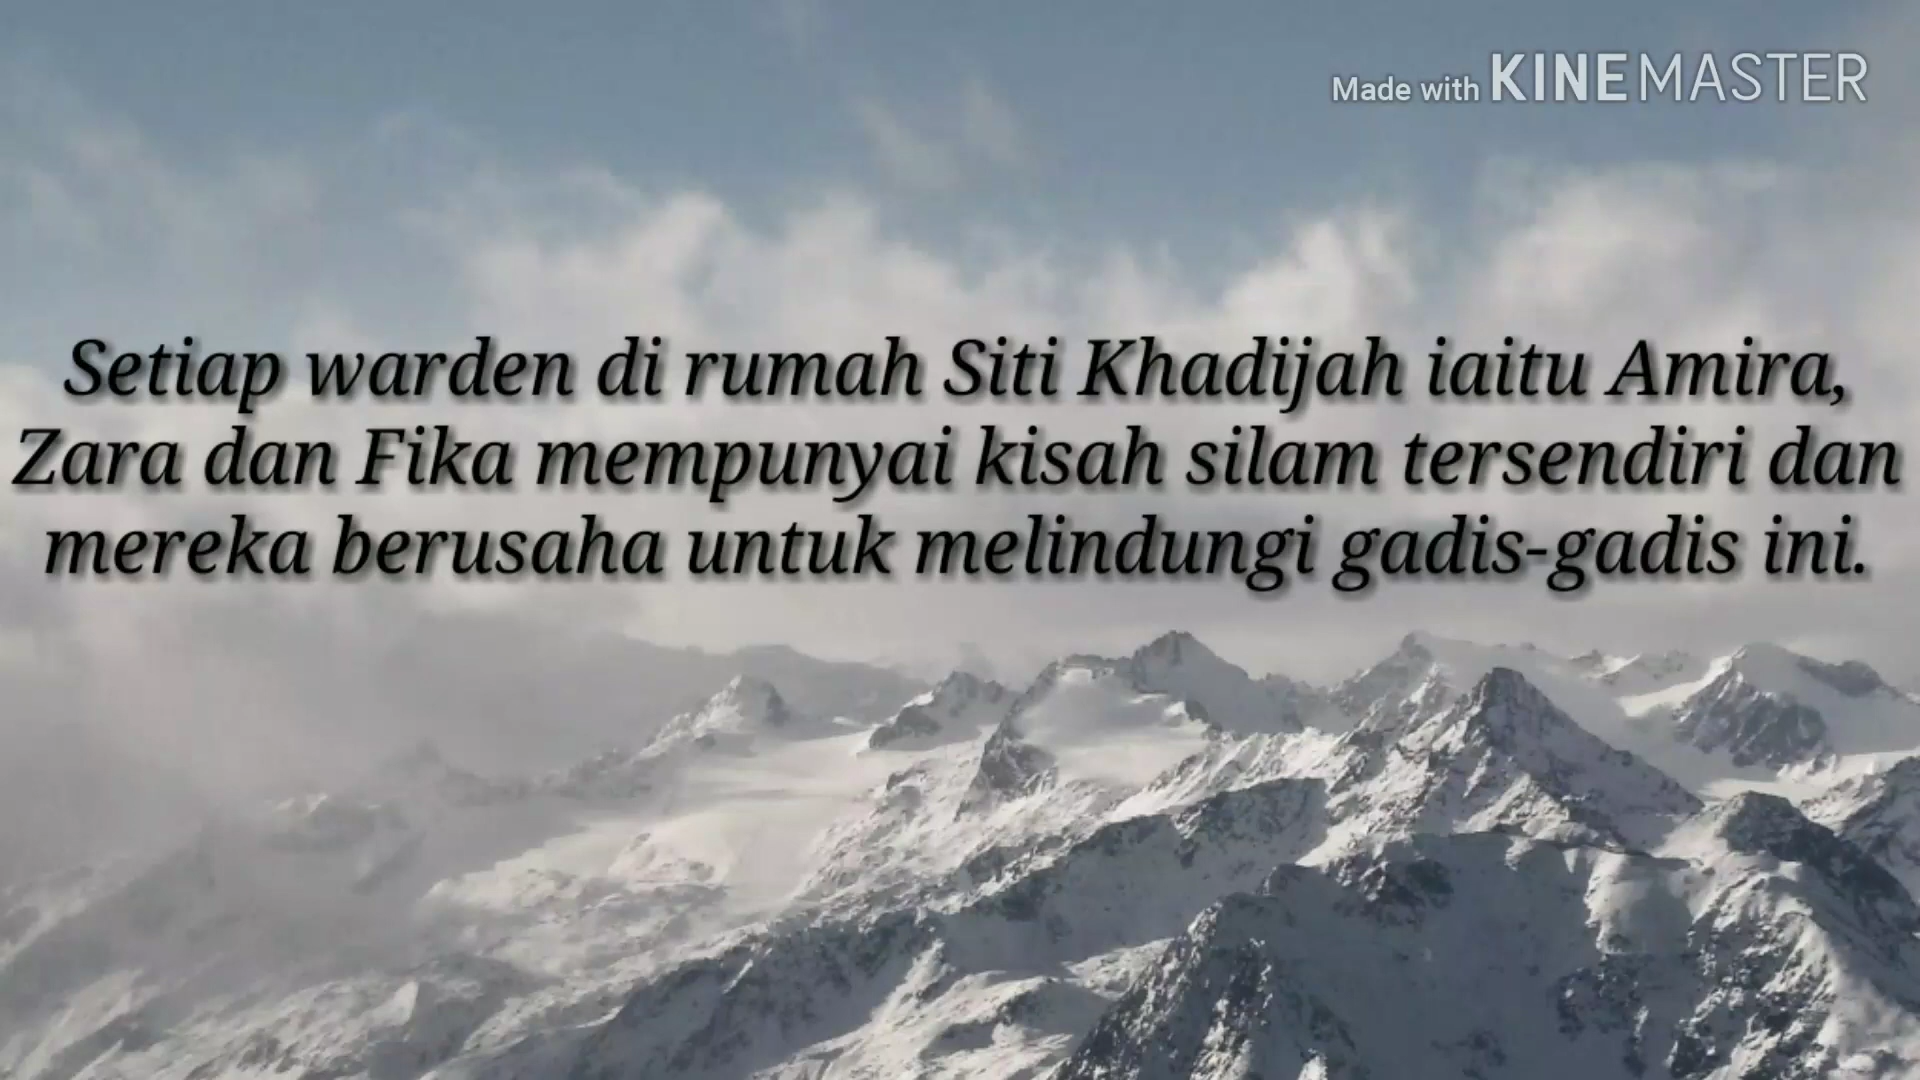 Made with KINEMASTER
Setiap warden di rumah Siti Khadijah iaitu Amira,
Zara dan Fika mempunyai kisah silam tersendiri dan
mereka berusaha untuk melindungi gadis-gadis ini.